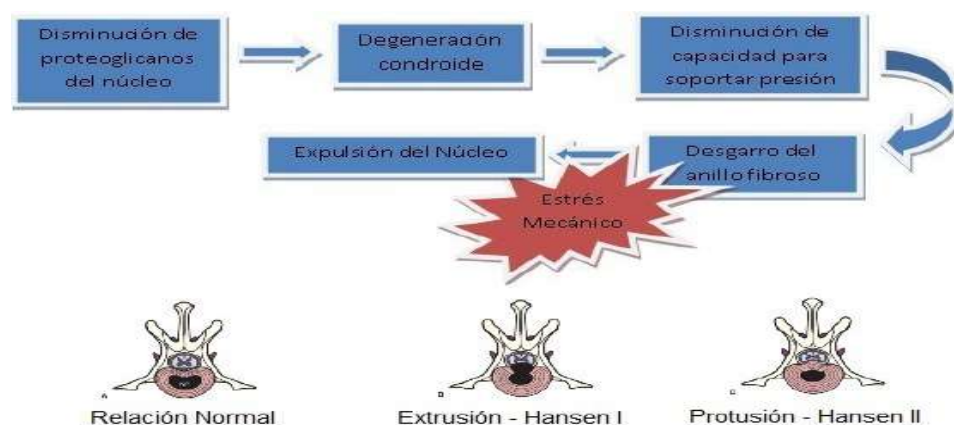 Disminución de
proteoglicanos
del núcleo
Degeneración
condroide
Disminución de
capacidad para
soportar presión
Desgarro del
anillo fibroso
Estrés
Mecánico
Expulsión del Núcleo
A
B
C
Relación Normal
Extrusión - Hansen I
Protusión - Hansen II